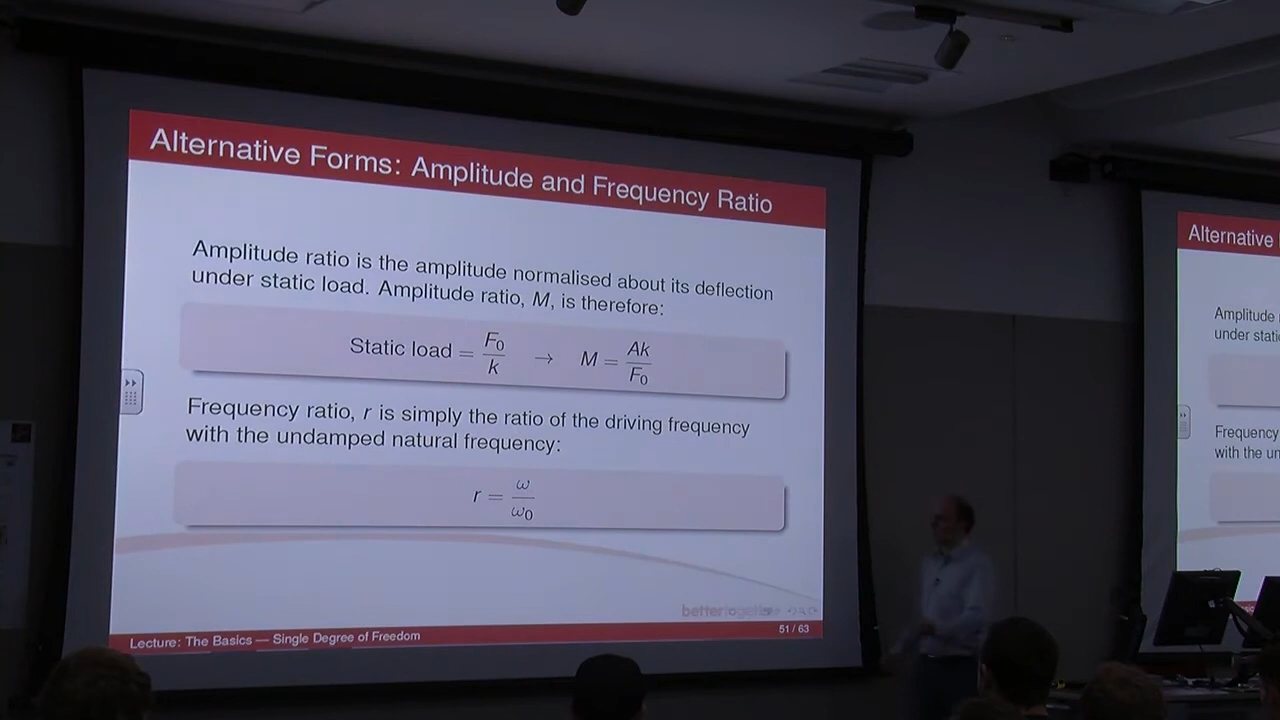 Alternative Forms: Amplitude and Frequency Ratio
Amplitude ratio is the amplitude normalised about its deflection
under static load. Amplitude ratio, M, is therefore:
Static load = F₀/k → M = Ak/F₀
Frequency ratio, r is simply the ratio of the driving frequency
with the undamped natural frequency:
r = ω/ω₀
better together
51 / 63
Lecture: The Basics — Single Degree of Freedom
Alternative
Amplitude
under stati
Frequency
with the un